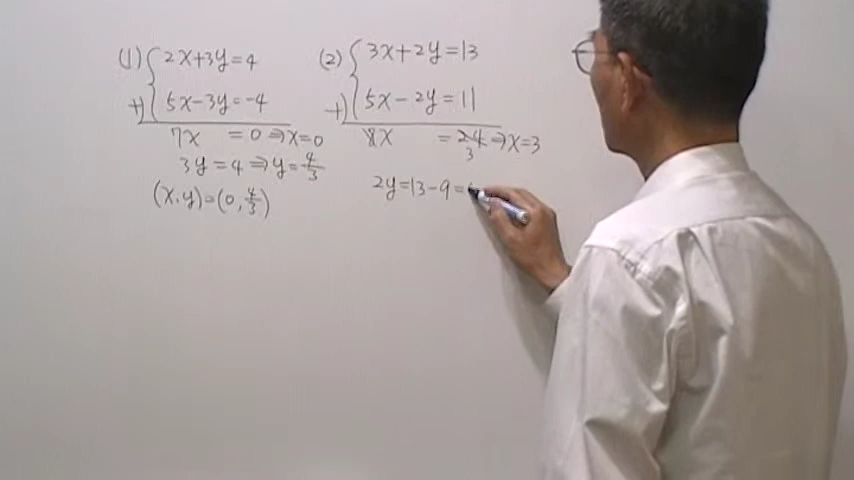 (1) 2x+3y=4
+) 5x-3y=-4
7x =0⇒x=0
3y=4⇒y=4/3
(x,y)=(0,4/3)
(2) 3x+2y=13
+) 5x-2y=11
8x =24⇒x=3
3
2y=13-9=